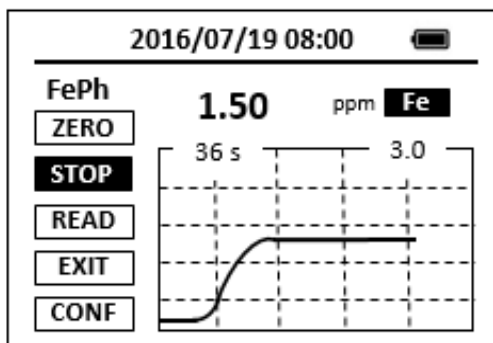 2016/07/19 08:00
FePh
1.50 ppm Fe
ZERO
36 s 3.0
STOP
READ
EXIT
CONF